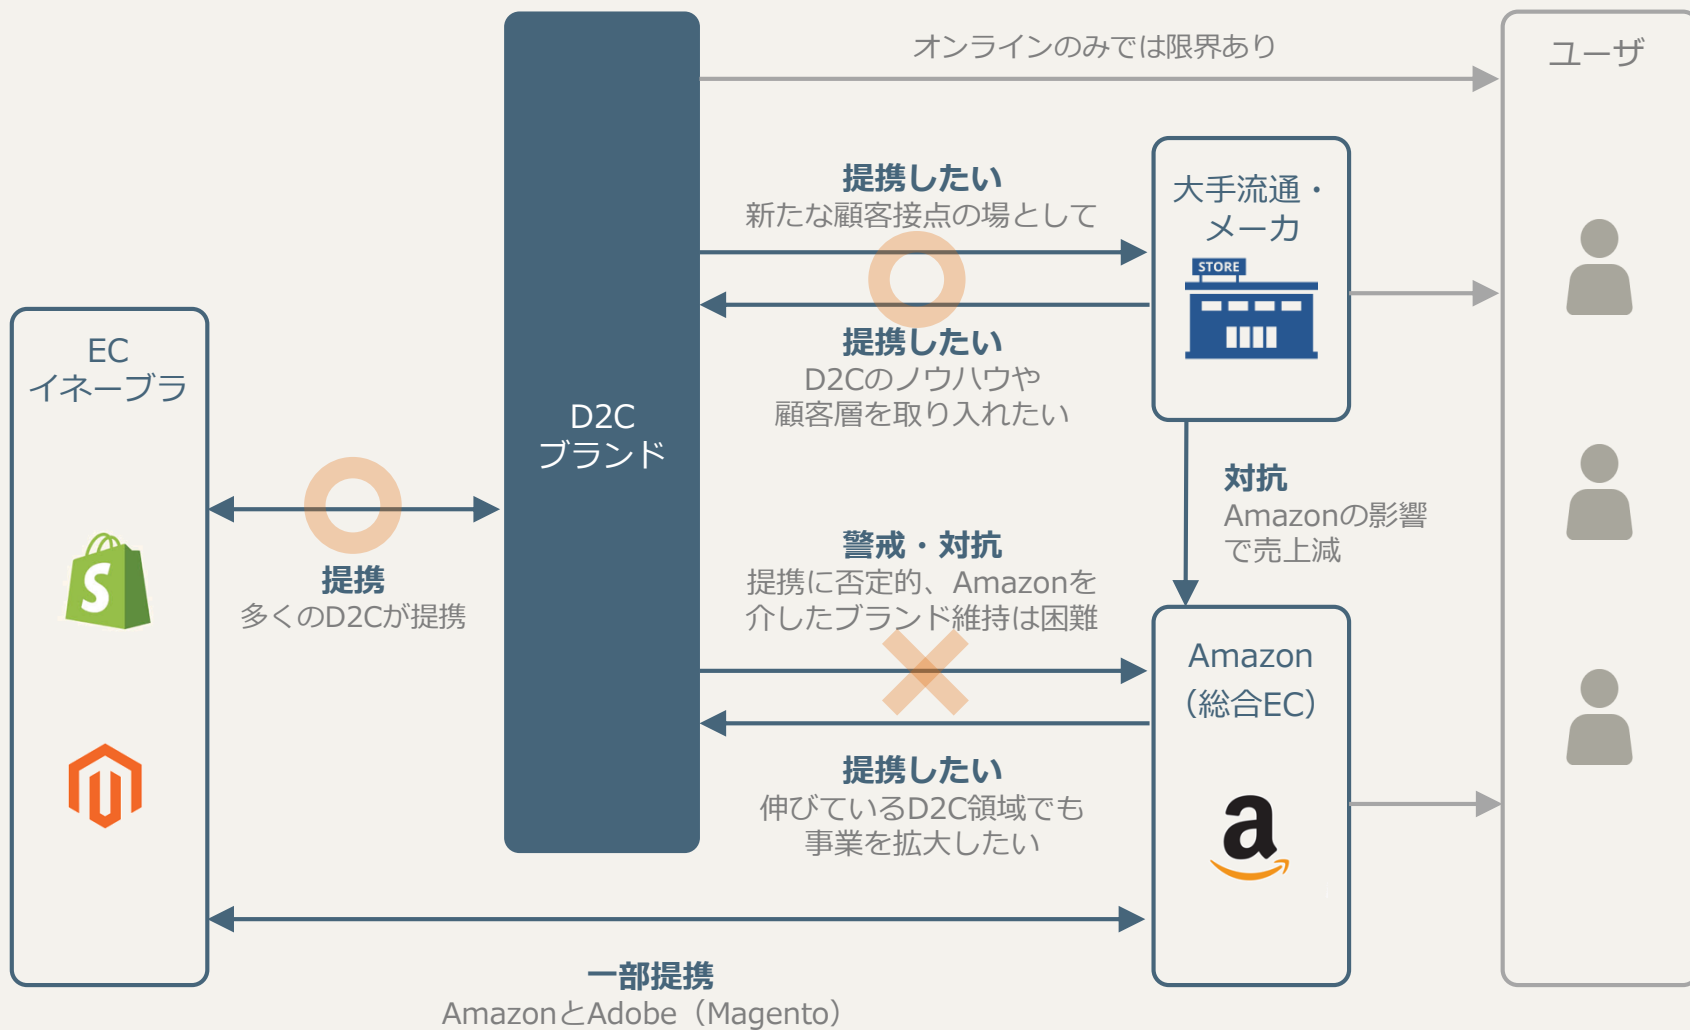 オンラインのみでは限界あり
ユーザ
提携したい
新たな顧客接点の場として
大手流通・
メーカ
STORE
提携したい
D2Cのノウハウや
顧客層を取り入れたい
EC
イネーブラ
D2C
ブランド
対抗
Amazonの影響
で売上減
提携
多くのD2Cが提携
警戒・対抗
提携に否定的、Amazonを
介したブランド維持は困難
Amazon
（総合EC）
提携したい
伸びているD2C領域でも
事業を拡大したい
S
a
一部提携
AmazonとAdobe（Magento）